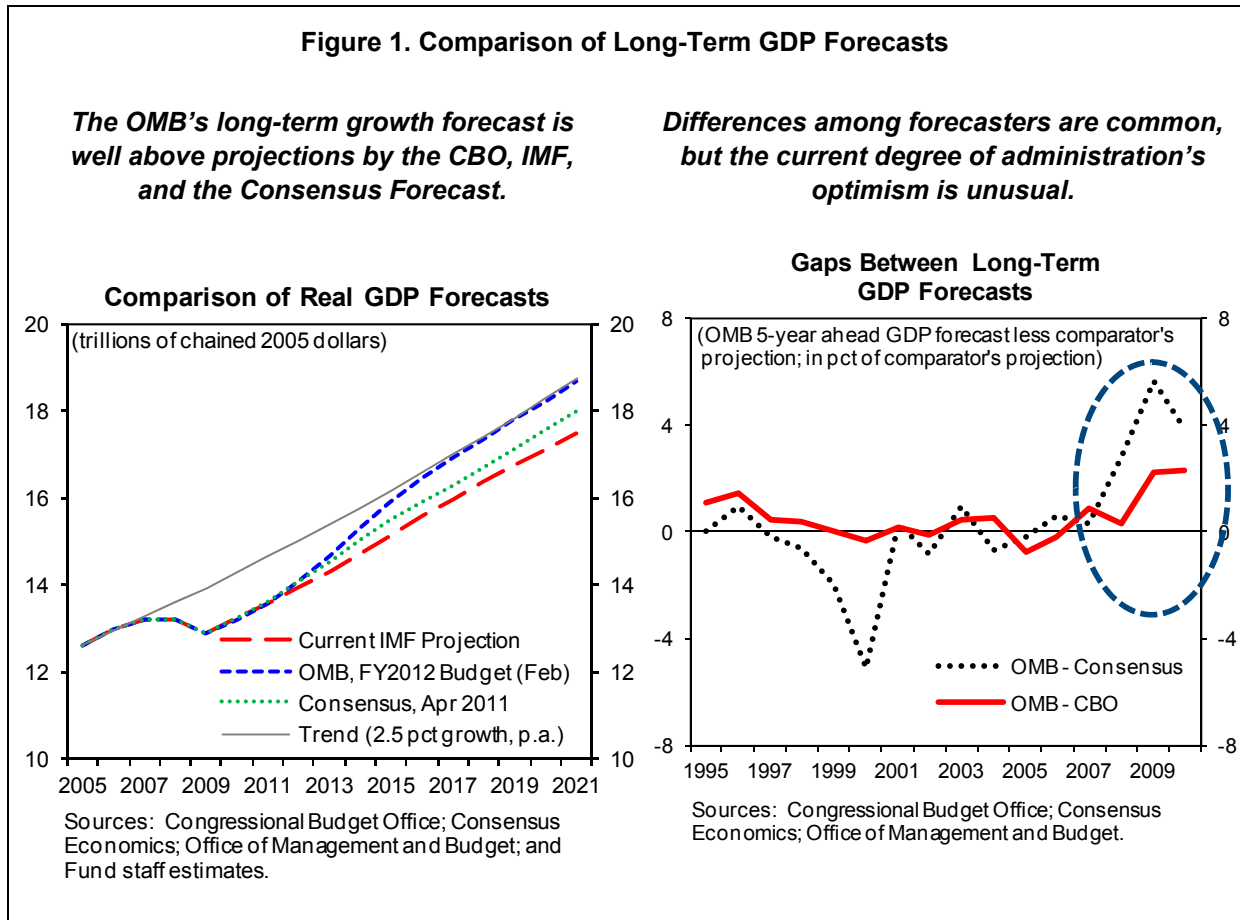 Figure 1. Comparison of Long-Term GDP Forecasts
The OMB's long-term growth forecast is
well above projections by the CBO, IMF,
and the Consensus Forecast.
Comparison of Real GDP Forecasts
(trillions of chained 2005 dollars)
20
18
16
14
12
10
20
18
16
14
12
10
Current IMF Projection
OMB, FY2012 Budget (Feb)
Consensus, Apr 2011
Trend (2.5 pct growth, p.a.)
2005 2007 2009 2011 2013 2015 2017 2019 2021
Sources: Congressional Budget Office; Consensus
Economics; Office of Management and Budget; and
Fund staff estimates.
Differences among forecasters are common,
but the current degree of administration's
optimism is unusual.
Gaps Between Long-Term
GDP Forecasts
(OMB 5-year ahead GDP forecast less comparator's
projection; in pct of comparator's projection)
8
4
0
-4
-8
8
4
0
-4
-8
OMB - Consensus
OMB - CBO
1995 1997 1999 2001 2003 2005 2007 2009
Sources: Congressional Budget Office; Consensus
Economics; Office of Management and Budget.